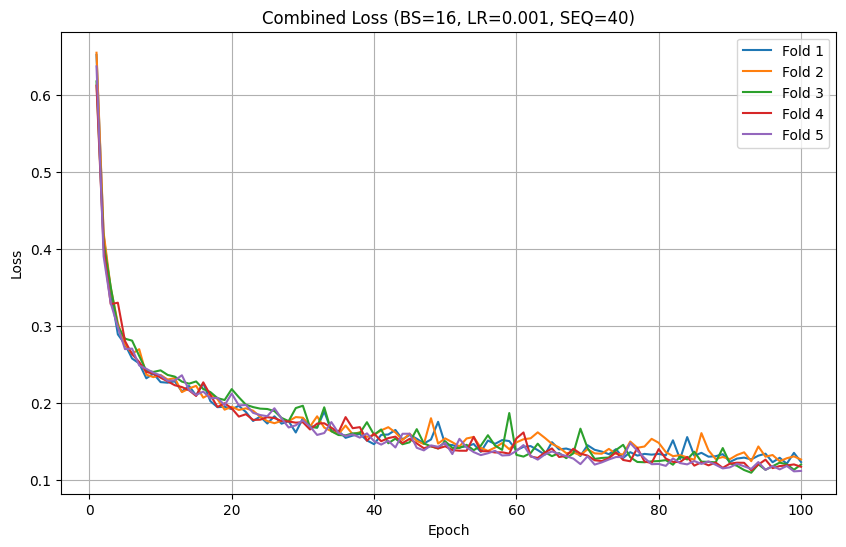 Combined Loss (BS=16, LR=0.001, SEQ=40)
Fold 1
Fold 2
Fold 3
Fold 4
Fold 5
0.6
0.5
0.4
0.3
0.2
0.1
Loss
0
20
40
60
80
100
Epoch